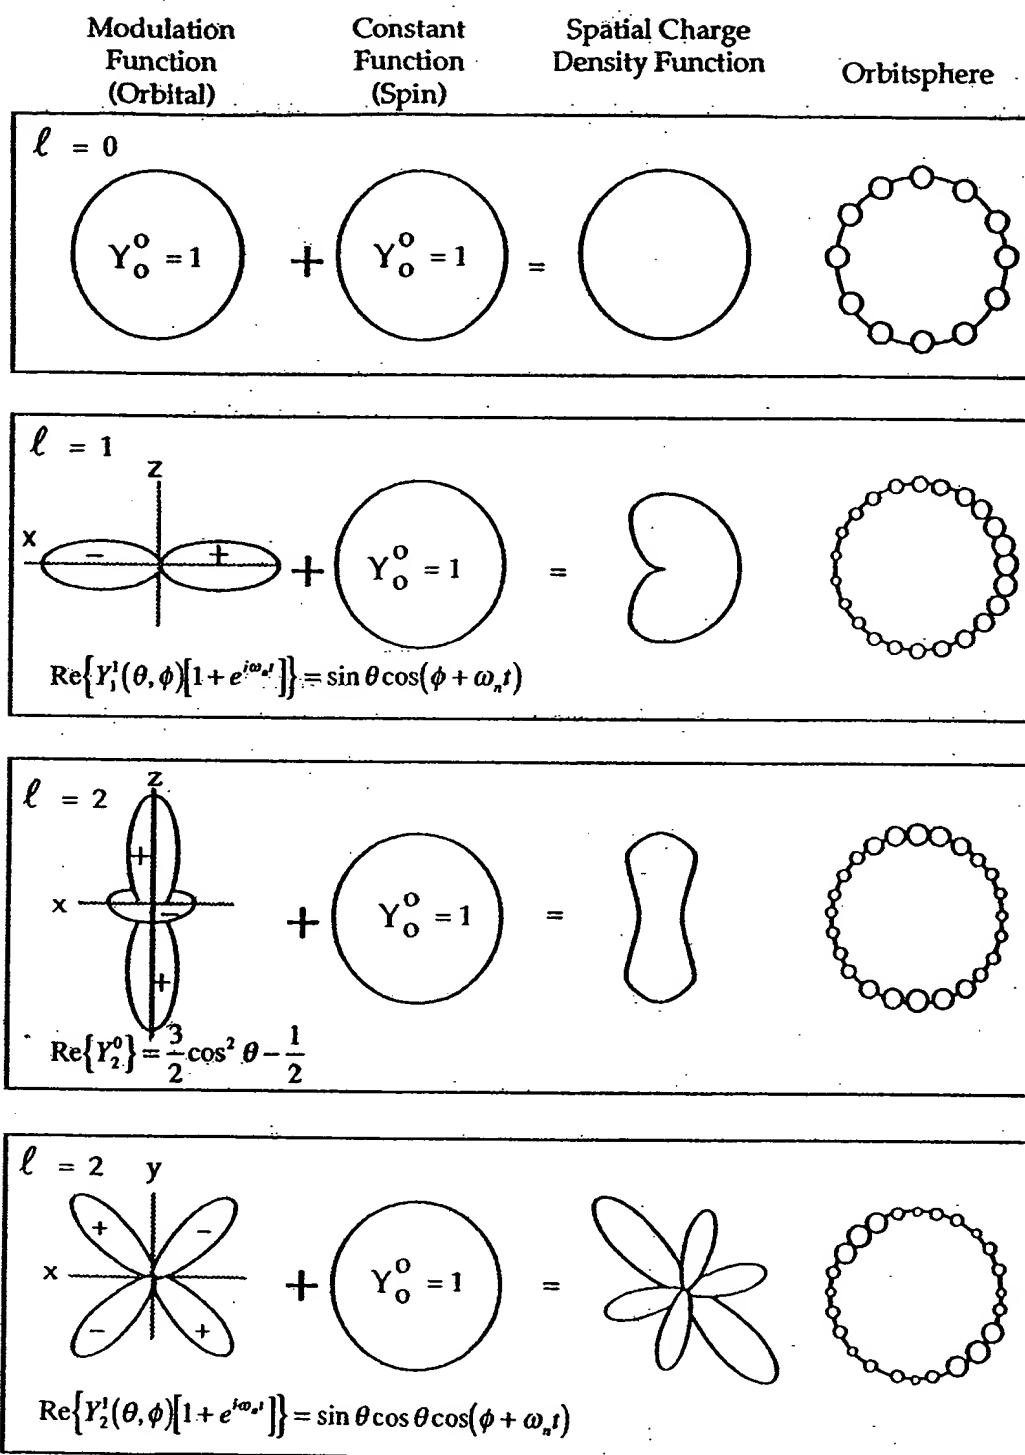 Modulation Function (Orbital)
Constant Function (Spin)
Spatial Charge Density Function
Orbitsphere
ℓ = 0
Y₀⁰ = 1
+
Y₀⁰ = 1
=
ℓ = 1
z
x
−
+
+
Y₀⁰ = 1
=
Re{Y₁¹(θ,ϕ)[1 + e^{iωₙt}]} = sin θ cos(ϕ + ωₙt)
ℓ = 2
z
+
x
−
+
+
Y₀⁰ = 1
=
Re{Y₂⁰} = 3/2 cos² θ − 1/2
ℓ = 2
y
+
−
x
−
+
+
Y₀⁰ = 1
=
Re{Y₂¹(θ,ϕ)[1 + e^{iωₙt}]} = sin θ cos θ cos(ϕ + ωₙt)